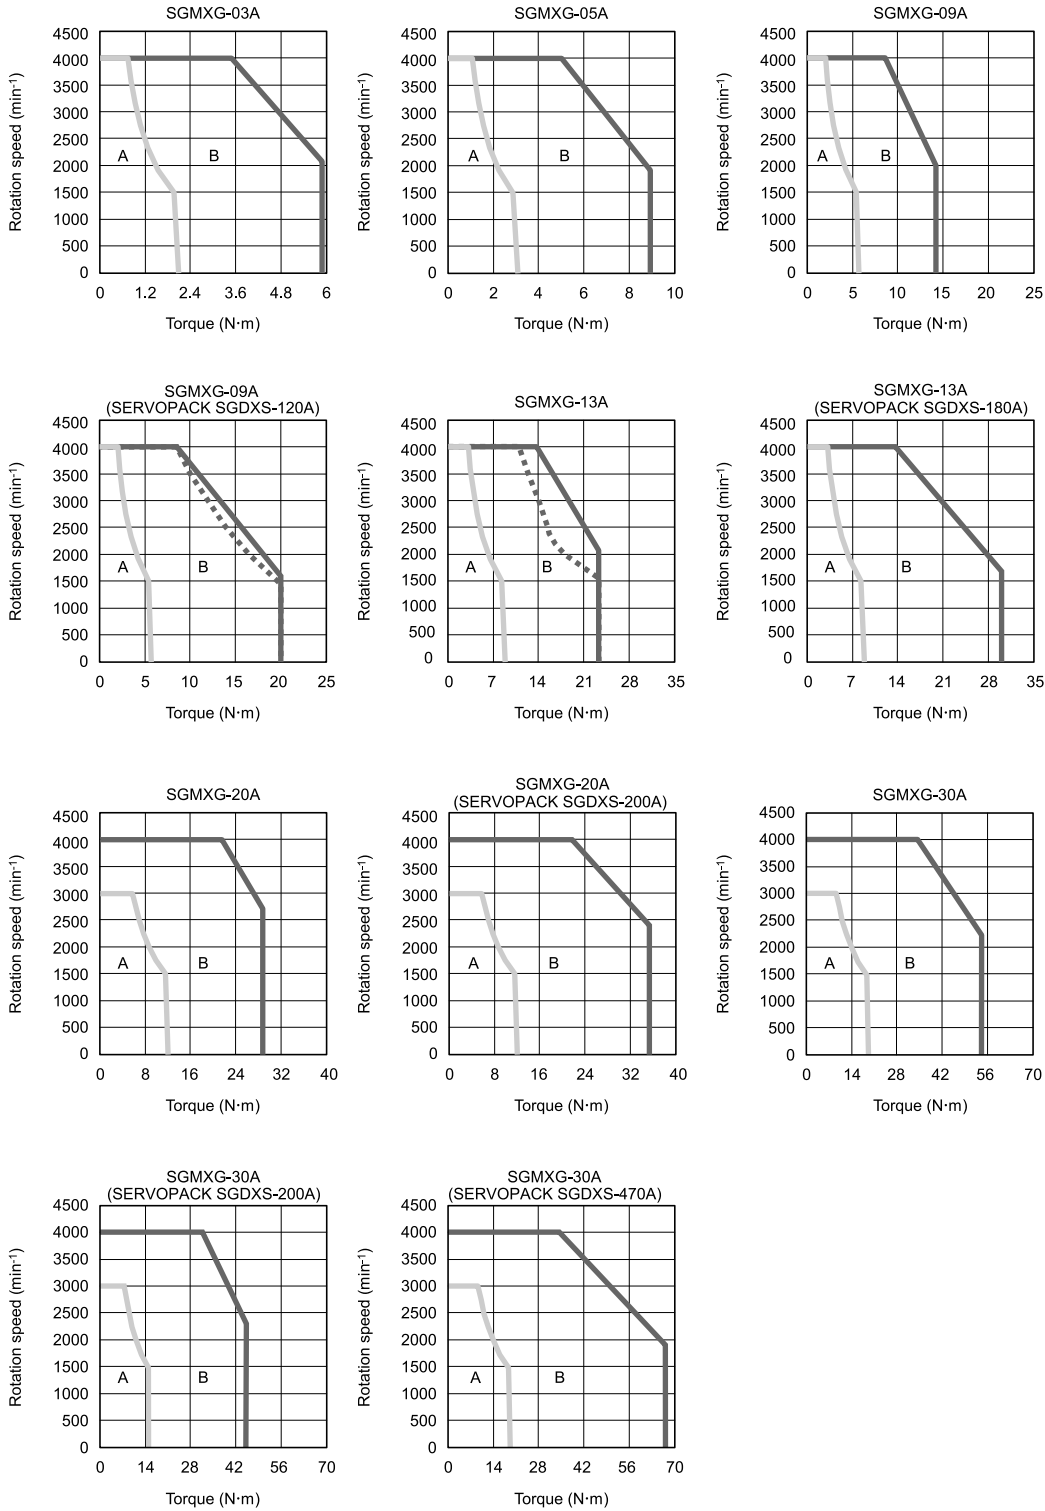 SGMXG-03A
Rotation speed (min-1)
4500
4000
3500
3000
2500
2000
1500
1000
500
0
A
B
0 1.2 2.4 3.6 4.8 6
Torque (N·m)
SGMXG-05A
Rotation speed (min-1)
4500
4000
3500
3000
2500
2000
1500
1000
500
0
A
B
0 2 4 6 8 10
Torque (N·m)
SGMXG-09A
Rotation speed (min-1)
4500
4000
3500
3000
2500
2000
1500
1000
500
0
A
B
0 5 10 15 20 25
Torque (N·m)
SGMXG-09A
(SERVOPACK SGDXS-120A)
Rotation speed (min-1)
4500
4000
3500
3000
2500
2000
1500
1000
500
0
A
B
0 5 10 15 20 25
Torque (N·m)
SGMXG-13A
Rotation speed (min-1)
4500
4000
3500
3000
2500
2000
1500
1000
500
0
A
B
0 7 14 21 28 35
Torque (N·m)
SGMXG-13A
(SERVOPACK SGDXS-180A)
Rotation speed (min-1)
4500
4000
3500
3000
2500
2000
1500
1000
500
0
A
B
0 7 14 21 28 35
Torque (N·m)
SGMXG-20A
Rotation speed (min-1)
4500
4000
3500
3000
2500
2000
1500
1000
500
0
A
B
0 8 16 24 32 40
Torque (N·m)
SGMXG-20A
(SERVOPACK SGDXS-200A)
Rotation speed (min-1)
4500
4000
3500
3000
2500
2000
1500
1000
500
0
A
B
0 8 16 24 32 40
Torque (N·m)
SGMXG-30A
Rotation speed (min-1)
4500
4000
3500
3000
2500
2000
1500
1000
500
0
A
B
0 14 28 42 56 70
Torque (N·m)
SGMXG-30A
(SERVOPACK SGDXS-200A)
Rotation speed (min-1)
4500
4000
3500
3000
2500
2000
1500
1000
500
0
A
B
0 14 28 42 56 70
Torque (N·m)
SGMXG-30A
(SERVOPACK SGDXS-470A)
Rotation speed (min-1)
4500
4000
3500
3000
2500
2000
1500
1000
500
0
A
B
0 14 28 42 56 70
Torque (N·m)